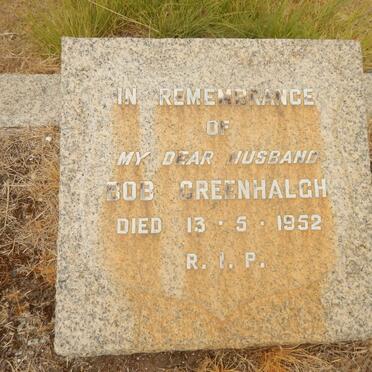 IN REMEMBRANCE
OF
MY DEAR HUSBAND
BOB GREENHALGH
DIED 13 · 5 · 1952
R. I. P.